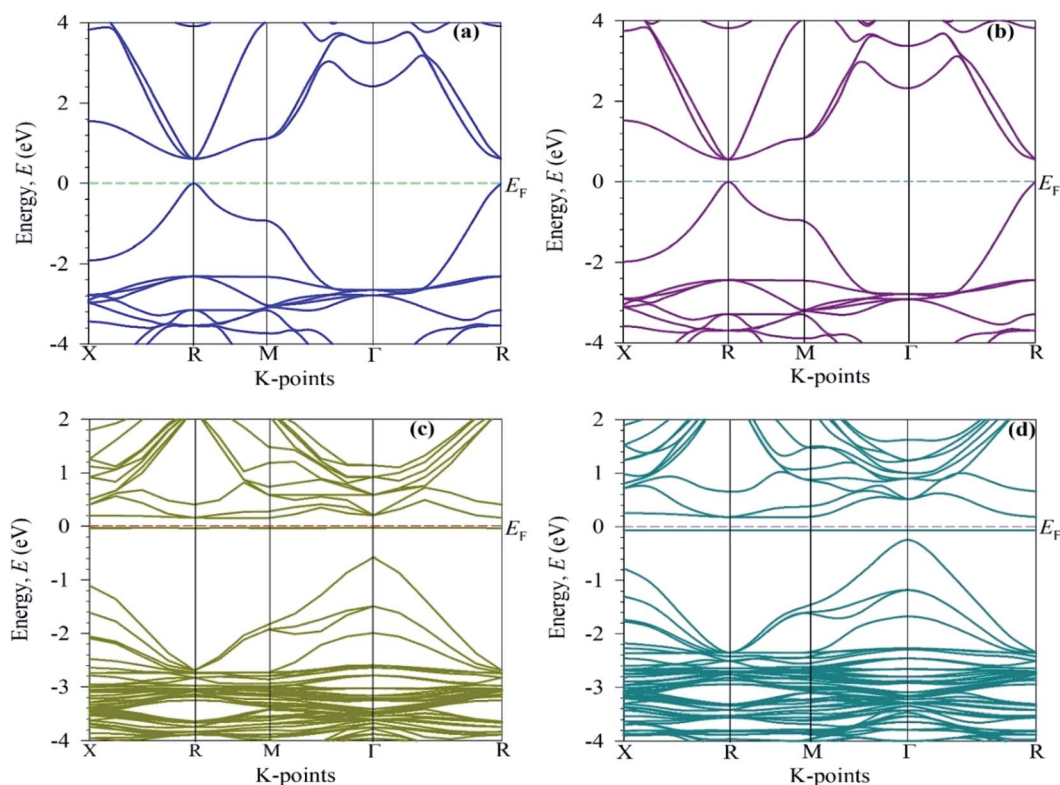 4
(a)
2
0
-2
-4
Energy, E (eV)
E_F
X R M Γ R
K-points
4
(b)
2
0
-2
-4
Energy, E (eV)
E_F
X R M Γ R
K-points
2
(c)
1
0
-1
-2
-3
-4
Energy, E (eV)
E_F
X R M Γ R
K-points
2
(d)
1
0
-1
-2
-3
-4
Energy, E (eV)
E_F
X R M Γ R
K-points